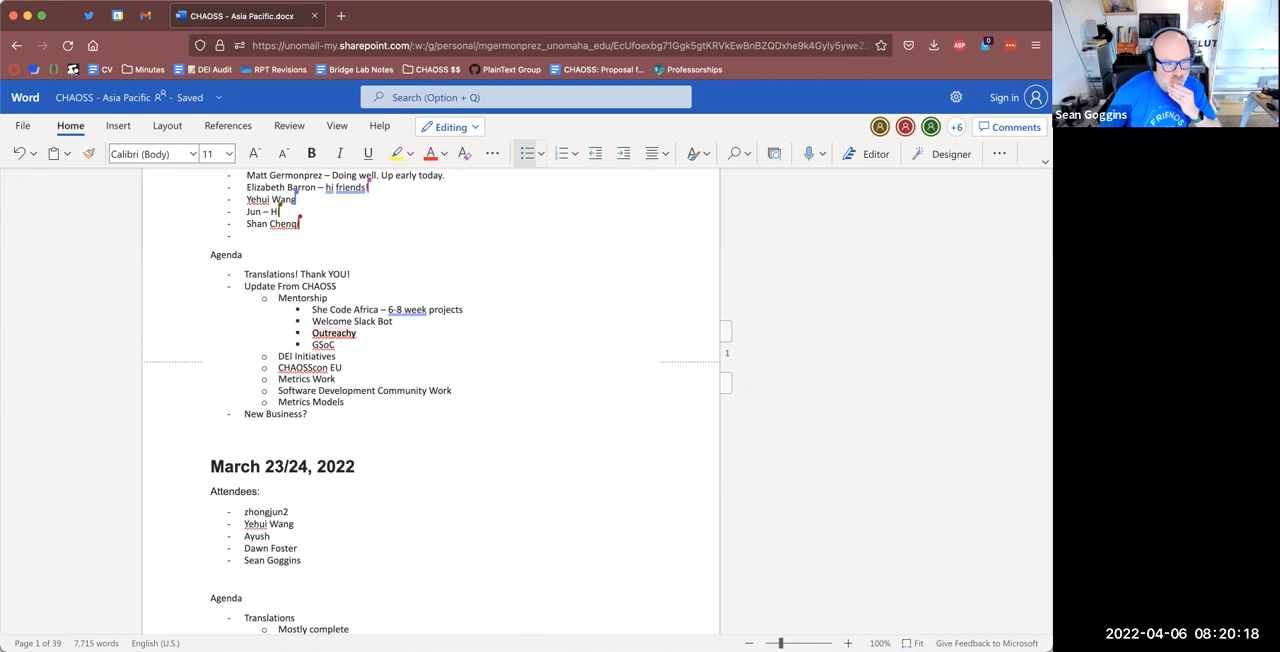 CHAOSS - Asia Pacific.docx
https://unomail-my.sharepoint.com/:w:/g/personal/mgermonprez_unomaha_edu/EcUfoexbg71Ggk5gtKRVkEwBnBZQDxhe9k4Gyly5yweZ
CV Minutes DEI Audit RPT Revisions Bridge Lab Notes CHAOSS $$ PlainText Group CHAOSS: Proposal f... Professorships
Word CHAOSS - Asia Pacific - Saved Search (Option + Q) Sign in
File Home Insert Layout References Review View Help Editing +6 Comments
Calibri (Body) 11 A A B I U A A ... Editor Designer ...
- Matt Germonprez – Doing well. Up early today.
- Elizabeth Barron – hi friends!
- Yehui Wang
- Jun – Hi
- Shan Chenqi
-
Agenda
- Translations! Thank YOU!
- Update From CHAOSS
o Mentorship
▪ She Code Africa – 6-8 week projects
▪ Welcome Slack Bot
▪ Outreachy
▪ GSoC
o DEI Initiatives
o CHAOSScon EU
o Metrics Work
o Software Development Community Work
o Metrics Models
- New Business?
1
March 23/24, 2022
Attendees:
- zhongjun2
- Yehui Wang
- Ayush
- Dawn Foster
- Sean Goggins
Agenda
- Translations
o Mostly complete
Page 1 of 39 7,715 words English (U.S.) 100% Fit Give Feedback to Microsoft
Sean Goggins
FRIENDS
2022-04-06 08:20:18